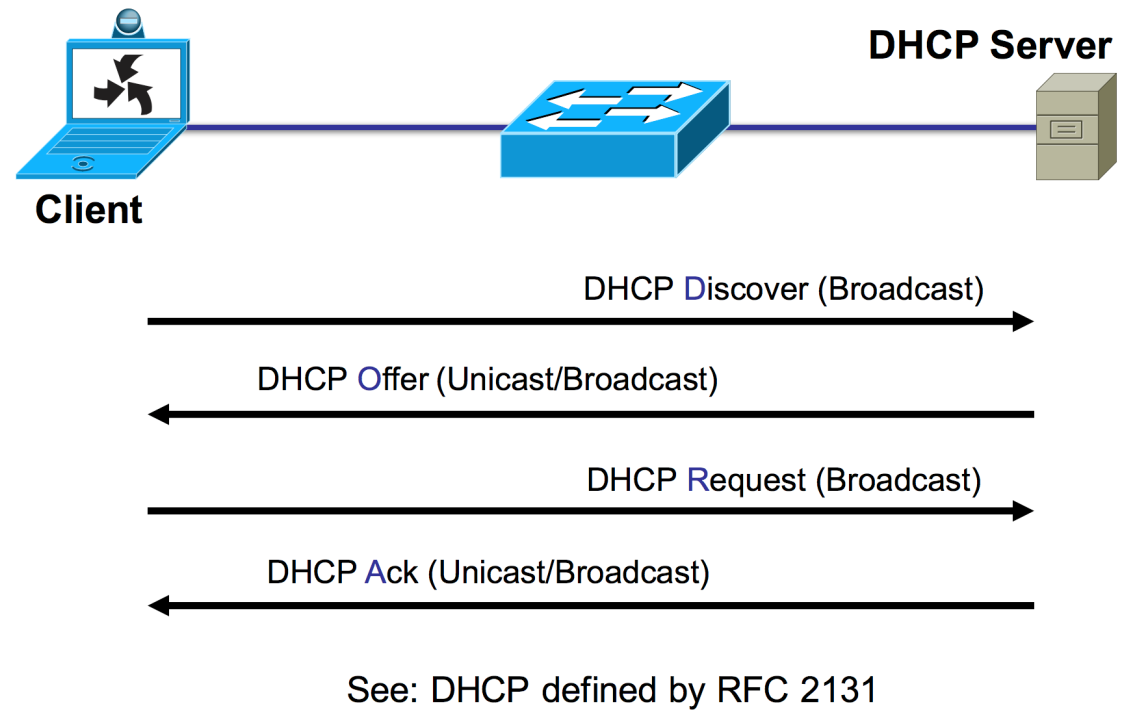 DHCP Server
Client
DHCP Discover (Broadcast)
DHCP Offer (Unicast/Broadcast)
DHCP Request (Broadcast)
DHCP Ack (Unicast/Broadcast)
See: DHCP defined by RFC 2131